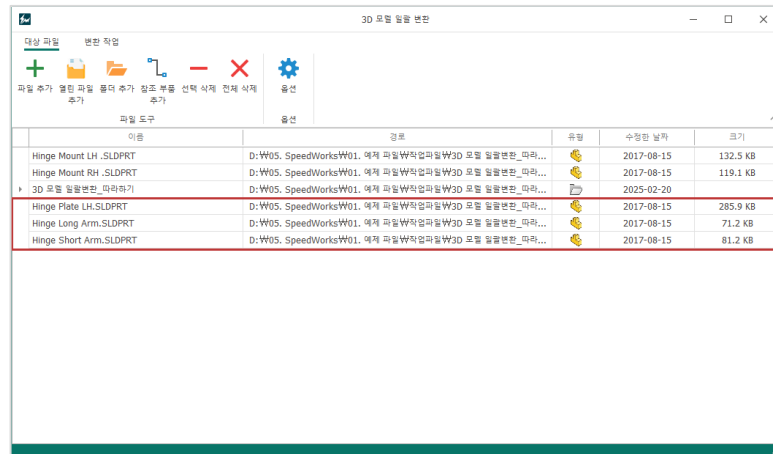 3D 모델 일괄 변환
대상 파일 변환 작업
파일 추가 열린 파일 추가 폴더 추가 참조 부품 추가 선택 삭제 전체 삭제 옵션
파일 도구 옵션
이름 경로 유형 수정한 날짜 크기
Hinge Mount LH .SLDPRT D:₩05. SpeedWorks₩01. 예제 파일₩작업파일₩3D 모델 일괄변환_따라... 2017-08-15 132.5 KB
Hinge Mount RH .SLDPRT D:₩05. SpeedWorks₩01. 예제 파일₩작업파일₩3D 모델 일괄변환_따라... 2017-08-15 119.1 KB
3D 모델 일괄변환_따라하기 D:₩05. SpeedWorks₩01. 예제 파일₩작업파일₩3D 모델 일괄변환_따라... 2025-02-20
Hinge Plate LH.SLDPRT D:₩05. SpeedWorks₩01. 예제 파일₩작업파일₩3D 모델 일괄변환_따라... 2017-08-15 285.9 KB
Hinge Long Arm.SLDPRT D:₩05. SpeedWorks₩01. 예제 파일₩작업파일₩3D 모델 일괄변환_따라... 2017-08-15 71.2 KB
Hinge Short Arm.SLDPRT D:₩05. SpeedWorks₩01. 예제 파일₩작업파일₩3D 모델 일괄변환_따라... 2017-08-15 81.2 KB